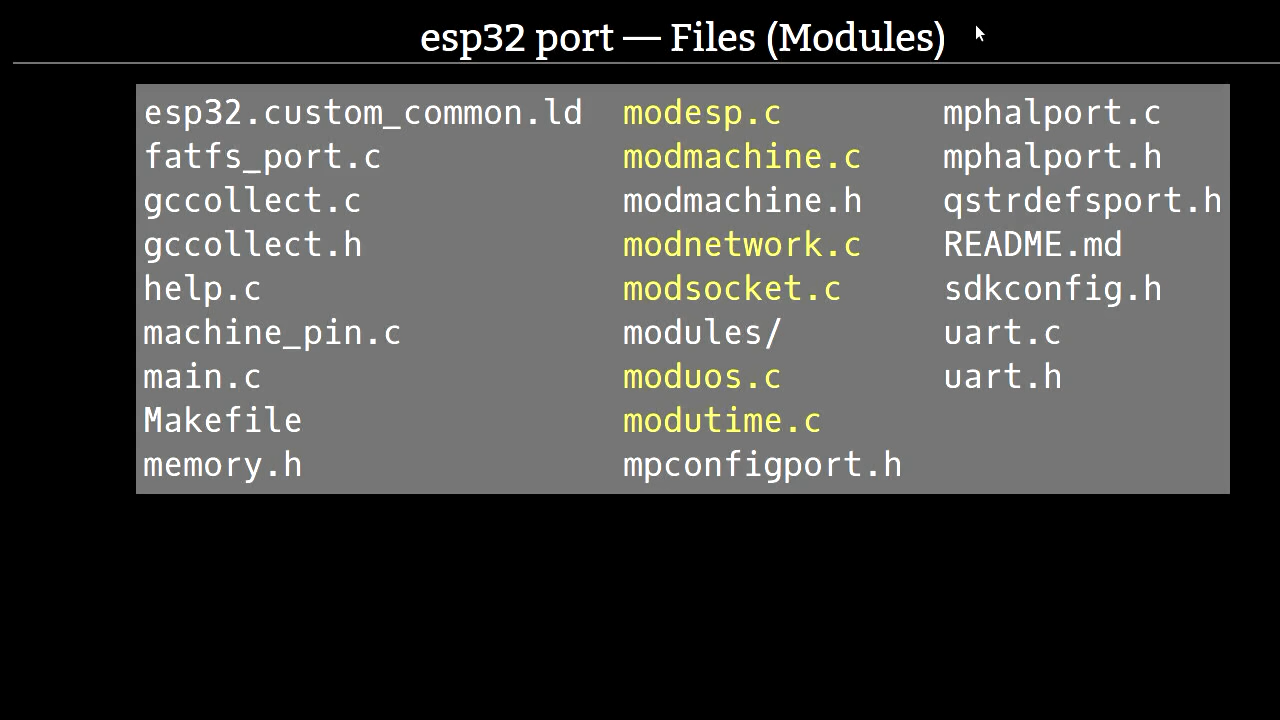 esp32 port — Files (Modules)
esp32.custom_common.ld modesp.c mphalport.c
fatfs_port.c modmachine.c mphalport.h
gccollect.c modmachine.h qstrdefsport.h
gccollect.h modnetwork.c README.md
help.c modsocket.c sdkconfig.h
machine_pin.c modules/ uart.c
main.c moduos.c uart.h
Makefile modutime.c
memory.h mpconfigport.h